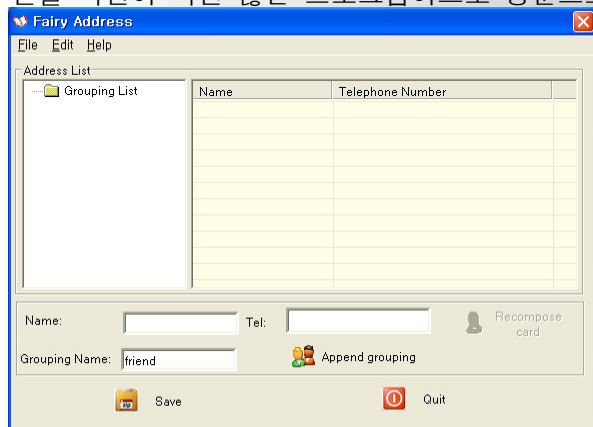 Fairy Address
File Edit Help
Address List
Grouping List
Name Telephone Number
Name: Tel: Recompose card
Grouping Name: friend Append grouping
Save Quit